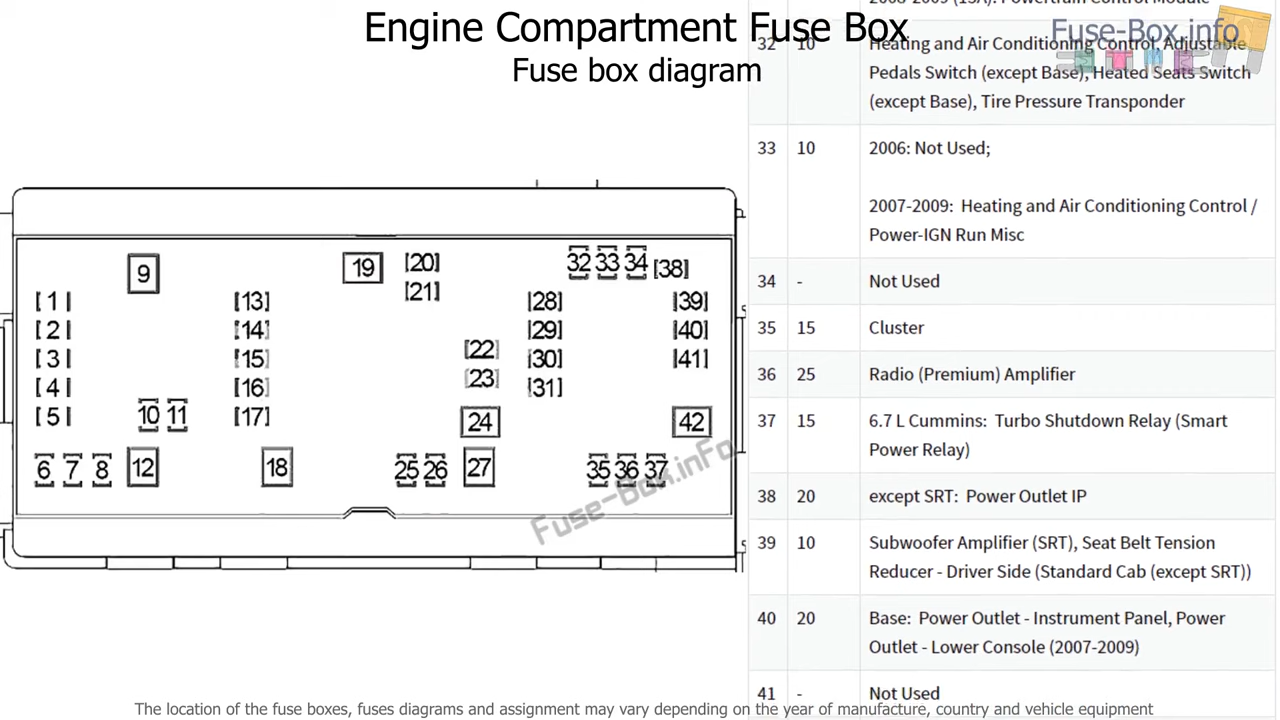 Engine Compartment Fuse Box
Fuse box diagram
Fuse-Box.info
2008-2009 (15A): Powertrain Control Module
32 10 Heating and Air Conditioning Control, Adjustable
Pedals Switch (except Base), Heated Seats Switch
(except Base), Tire Pressure Transponder
33 10 2006: Not Used;
2007-2009: Heating and Air Conditioning Control /
Power-IGN Run Misc
34 - Not Used
35 15 Cluster
36 25 Radio (Premium) Amplifier
37 15 6.7 L Cummins: Turbo Shutdown Relay (Smart
Power Relay)
38 20 except SRT: Power Outlet IP
39 10 Subwoofer Amplifier (SRT), Seat Belt Tension
Reducer - Driver Side (Standard Cab (except SRT))
40 20 Base: Power Outlet - Instrument Panel, Power
Outlet - Lower Console (2007-2009)
41 - Not Used
9 19 [20] 32 33 34 [38]
[21]
[1] [13] [28] [39]
[2] [14] [29] [40]
[3] [15] [22] [30] [41]
[4] [16] [23] [31]
[5] 10 11 [17] 24 42
6 7 8 12 18 25 26 27 35 36 37
Fuse-Box.inFo
The location of the fuse boxes, fuses diagrams and assignment may vary depending on the year of manufacture, country and vehicle equipment